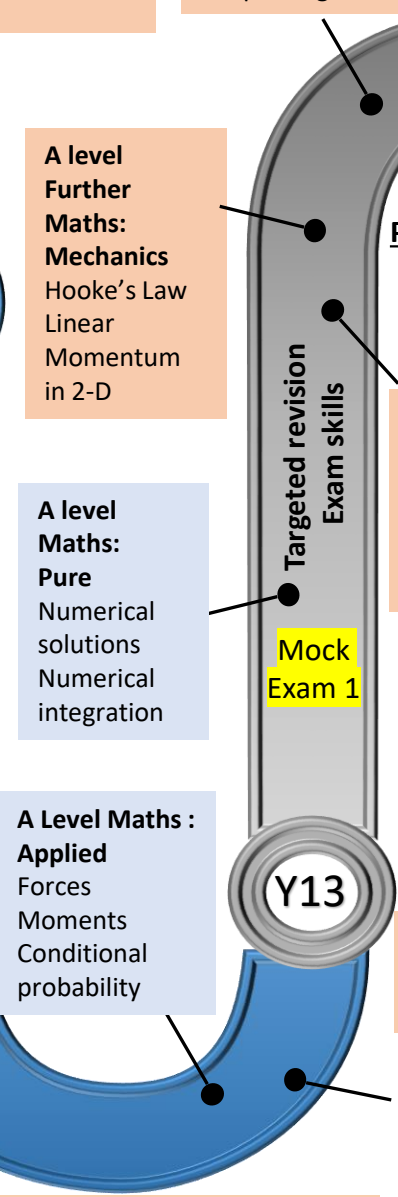 A level
Further
Maths:
Mechanics
Hooke's Law
Linear
Momentum
in 2-D
Targeted revision
Exam skills
A level
Maths:
Pure
Numerical
solutions
Numerical
integration
Mock
Exam 1
A Level Maths :
Applied
Forces
Moments
Conditional
probability
Y13